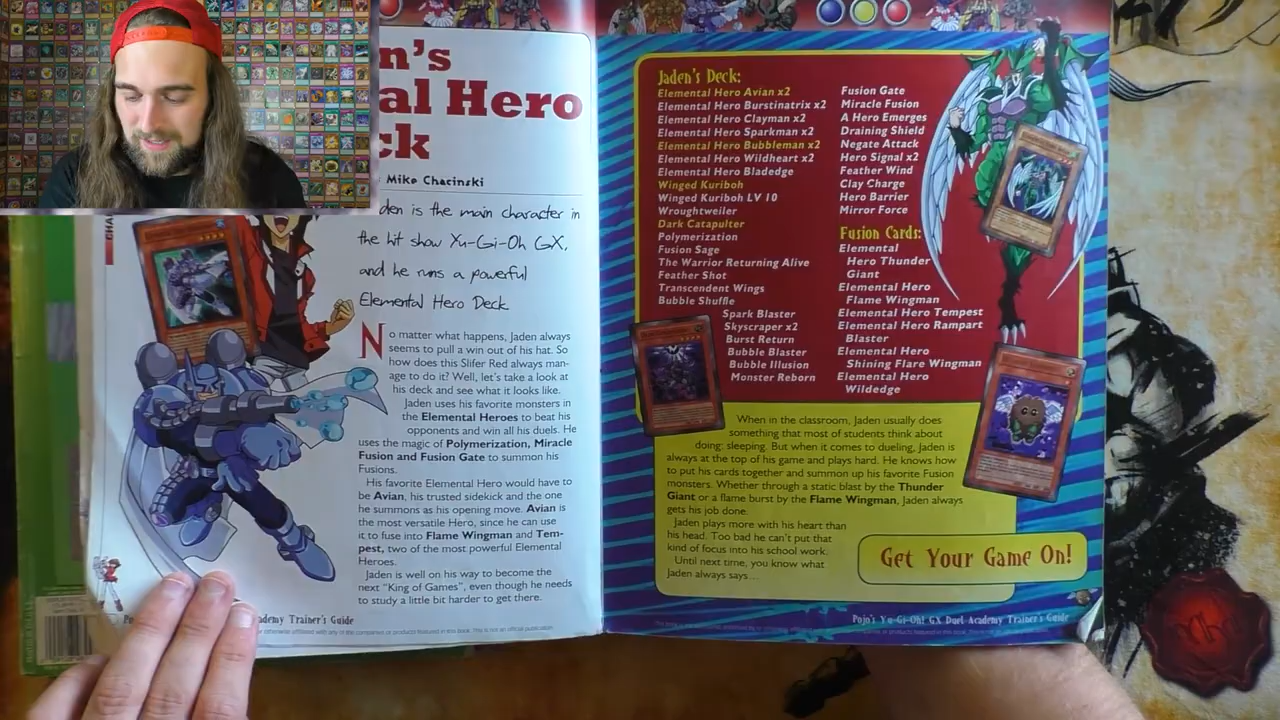 n's
al Hero
ck
Mike Chacinski
den is the main character in
the hit show Yu-Gi-Oh GX,
and he runs a powerful
Elemental Hero Deck
No matter what happens, Jaden always
seems to pull a win out of his hat. So
how does this Slifer Red always man-
age to do it? Well, let's take a look at
his deck and see what it looks like.
Jaden uses his favorite monsters in
the Elemental Heroes to beat his
opponents and win all his duels. He
uses the magic of Polymerization, Miracle
Fusion and Fusion Gate to summon his
Fusions.
His favorite Elemental Hero would have to
be Avian, his trusted sidekick and the one
he summons as his opening move. Avian is
the most versatile Hero, since he can use
it to fuse into Flame Wingman and Tem-
pest, two of the most powerful Elemental
Heroes.
Jaden is well on his way to become the
next "King of Games", even though he needs
to study a little bit harder to get there.
ademy Trainer's Guide
Jaden's Deck:
Elemental Hero Avian x2
Elemental Hero Burstinatrix x2
Elemental Hero Clayman x2
Elemental Hero Sparkman x2
Elemental Hero Bubbleman x2
Elemental Hero Wildheart x2
Elemental Hero Bladedge
Winged Kuriboh
Winged Kuriboh LV 10
Wroughtweiler
Dark Catapulter
Polymerization
Fusion Sage
The Warrior Returning Alive
Feather Shot
Transcendent Wings
Bubble Shuffle
Spark Blaster
Skyscraper x2
Burst Return
Bubble Blaster
Bubble Illusion
Monster Reborn
Fusion Gate
Miracle Fusion
A Hero Emerges
Draining Shield
Negate Attack
Hero Signal x2
Feather Wind
Clay Charge
Hero Barrier
Mirror Force
Fusion Cards:
Elemental
Hero Thunder
Giant
Elemental Hero
Flame Wingman
Elemental Hero Tempest
Elemental Hero Rampart
Blaster
Elemental Hero
Shining Flare Wingman
Elemental Hero
Wildedge
When in the classroom, Jaden usually does
something that most of students think about
doing: sleeping. But when it comes to dueling, Jaden is
always at the top of his game and plays hard. He knows how
to put his cards together and summon up his favorite Fusion
monsters. Whether through a static blast by the Thunder
Giant or a flame burst by the Flame Wingman, Jaden always
gets his job done.
Jaden plays more with his heart than
his head. Too bad he can't put that
kind of focus into his school work.
Until next time, you know what
Jaden always says...
Get Your Game On!
Pojo's Yu-Gi-Oh! GX Duel Academy Trainer's Guide